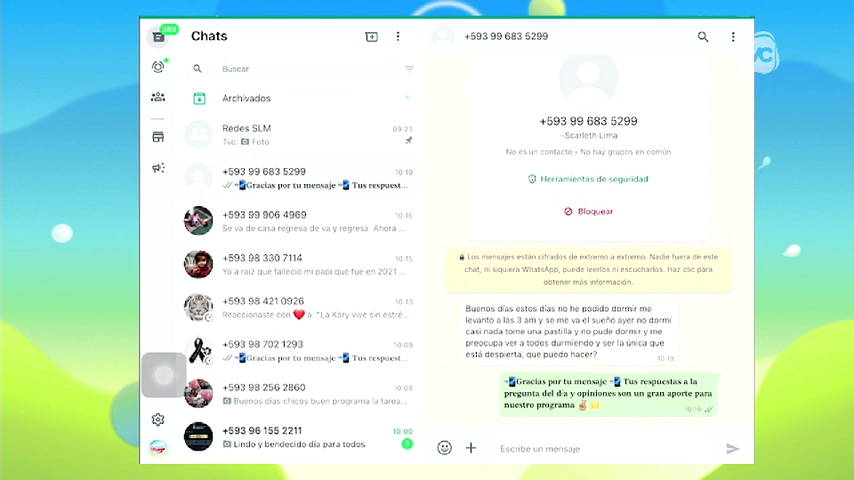 283
Chats
Buscar
Archivados
1
Redes SLM
09:23
Tvc: Foto
+593 99 683 5299
10:19
📲Gracias por tu mensaje 📲 Tus respuest...
+593 99 906 4969
10:16
Se va de casa regresa de va y regresa Ahora ...
+593 98 330 7114
10:15
Yo a raiz que falleció mi papi que fue en 2021 ...
+593 98 421 0926
10:13
Reaccionaste con ❤️ a: "La Kary vive sin estré...
+593 98 702 1293
10:09
📲Gracias por tu mensaje 📲 Tus respuest...
+593 98 256 2860
10:04
Buenos días chicos buen programa la tarea...
+593 96 155 2211
10:00
Lindo y bendecido día para todos
3
+593 99 683 5299
+593 99 683 5299
~Scarleth Lima
No es un contacto • No hay grupos en común
Herramientas de seguridad
Bloquear
Los mensajes están cifrados de extremo a extremo. Nadie fuera de este
chat, ni siquiera WhatsApp, puede leerlos ni escucharlos. Haz clic para
obtener más información.
Buenos días estos días no he podido dormir me
levanto a las 3 am y se me va el sueño ayer no dormí
casi nada tome una pastilla y no pude dormir y me
preocupa ver a todos durmiendo y ser la única que
está despierta, que puedo hacer?
10:19
📲Gracias por tu mensaje 📲 Tus respuestas a la
pregunta del día y opiniones son un gran aporte para
nuestro programa ✌🏼⭐
10:19
Escribe un mensaje